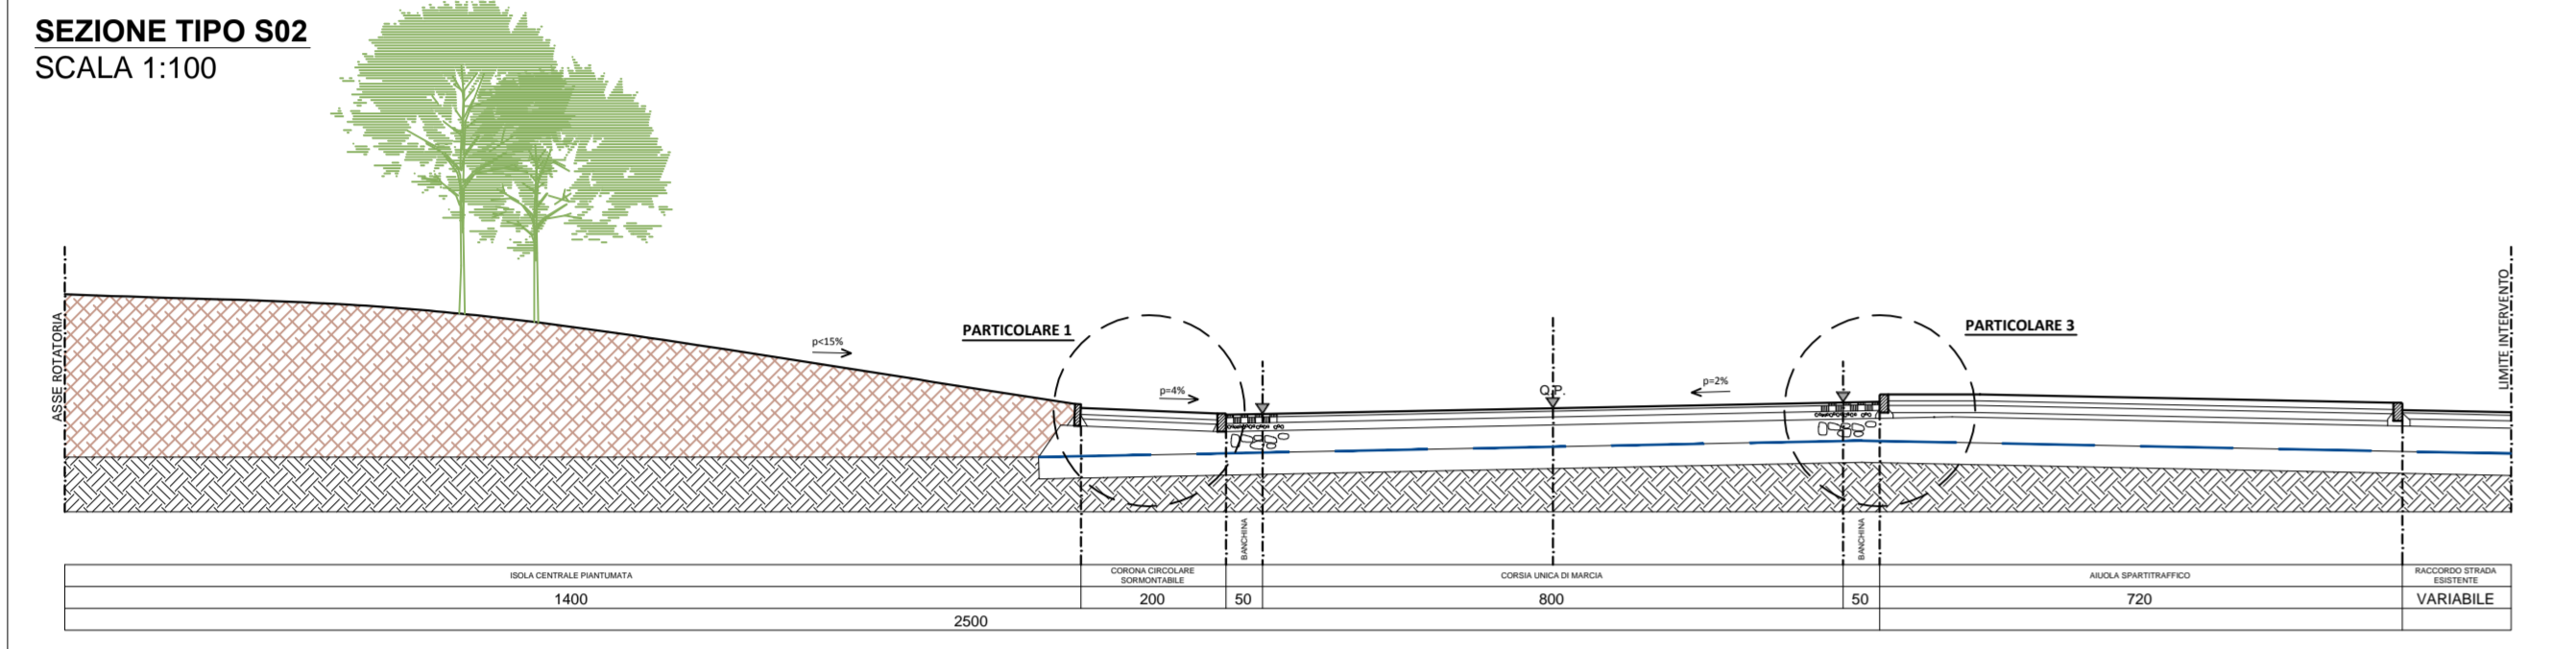 SEZIONE TIPO S02
SCALA 1:100
ASSE ROTATORIA
p<15%
PARTICOLARE 1
p=4%
Q.P.
p=2%
PARTICOLARE 3
LIMITE INTERVENTO
BANCHINA
BANCHINA
ISOLA CENTRALE PIANTUMATA
CORONA CIRCOLARE
SORMONTABILE
CORSIA UNICA DI MARCIA
AIUOLA SPARTITRAFFICO
RACCORDO STRADA
ESISTENTE
1400
200
50
800
50
720
VARIABILE
2500